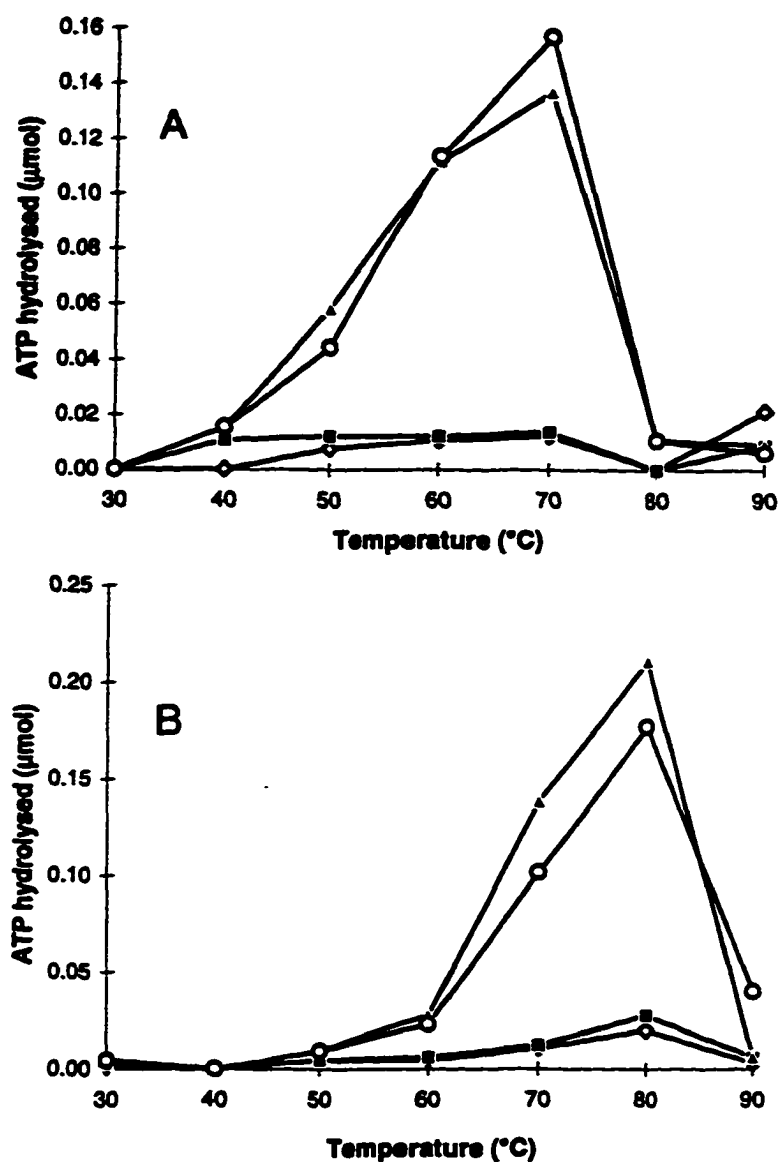 0.16
0.14
0.12
0.10
0.08
0.06
0.04
0.02
0.00
ATP hydrolysed (µmol)
A
30 40 50 60 70 80 90
Temperature (°C)
0.25
0.20
0.15
0.10
0.05
0.00
ATP hydrolysed (µmol)
B
30 40 50 60 70 80 90
Temperature (°C)